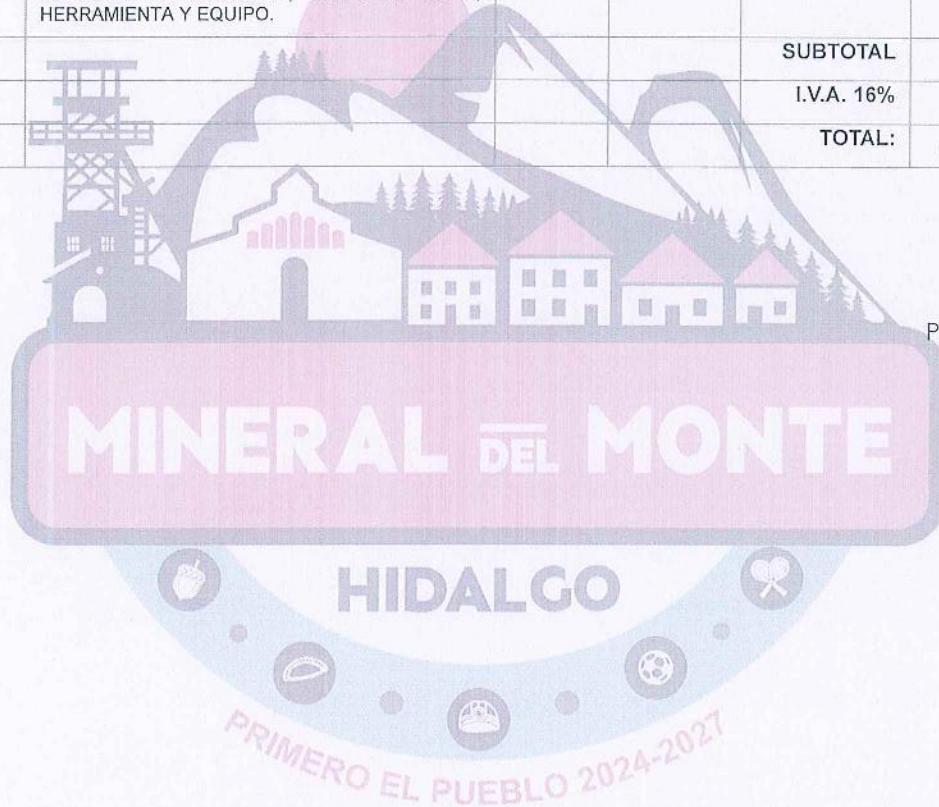 HERRAMIENTA Y EQUIPO.
SUBTOTAL
I.V.A. 16%
TOTAL:
P
MINERAL DEL MONTE
HIDALGO
PRIMERO EL PUEBLO 2024-2027